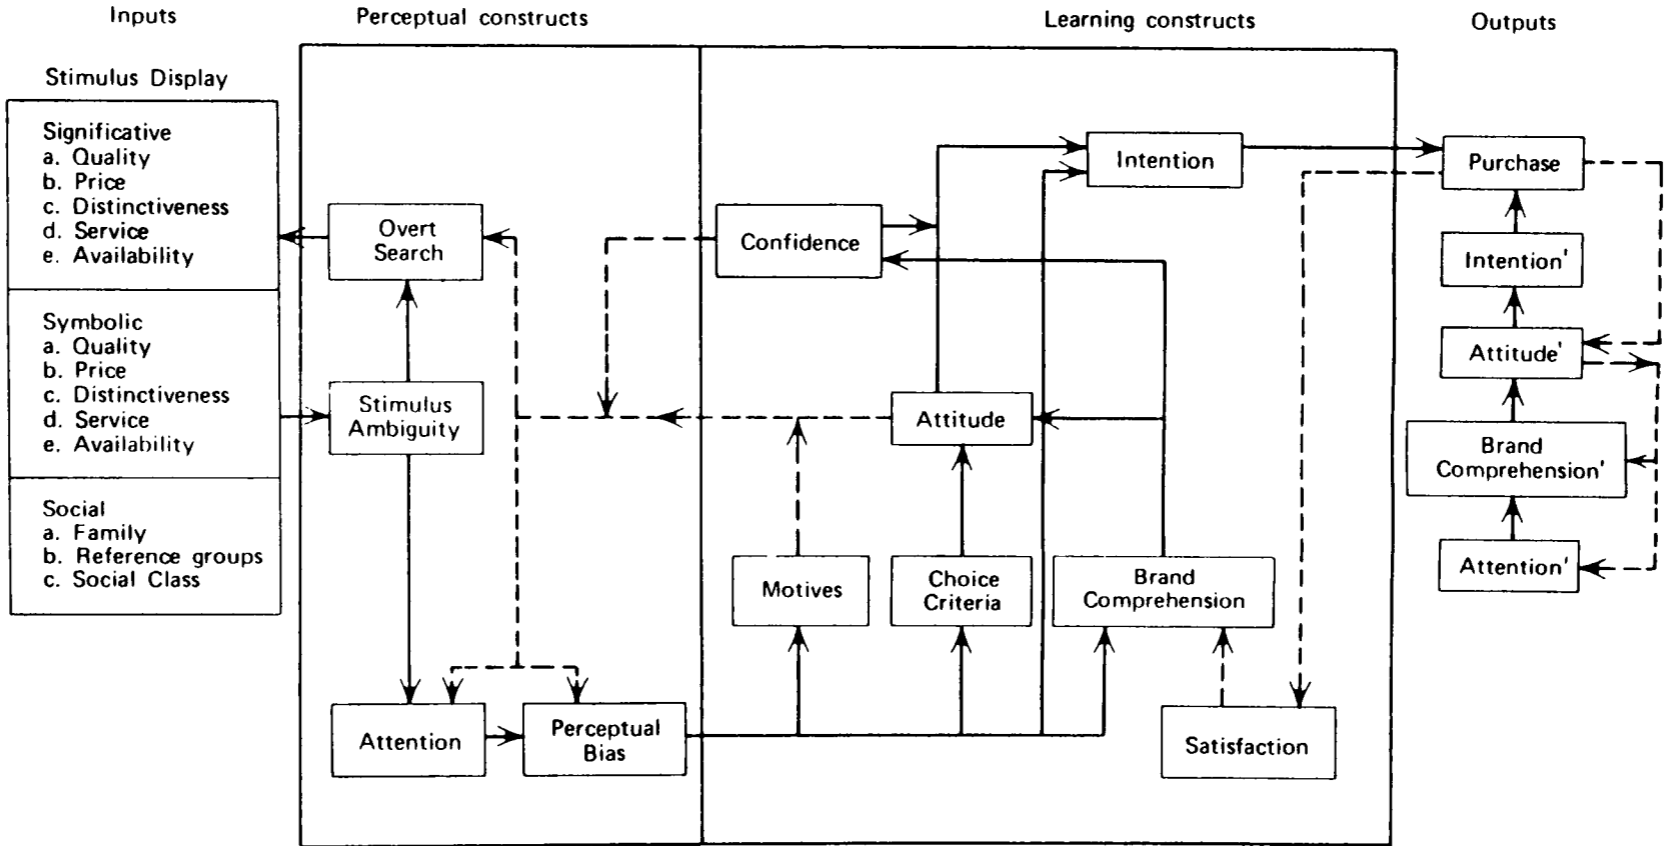 Inputs
Perceptual constructs
Learning constructs
Outputs
Stimulus Display
Significative
a. Quality
b. Price
c. Distinctiveness
d. Service
e. Availability
Symbolic
a. Quality
b. Price
c. Distinctiveness
d. Service
e. Availability
Social
a. Family
b. Reference groups
c. Social Class
Overt
Search
Stimulus
Ambiguity
Attention
Perceptual
Bias
Confidence
Intention
Attitude
Motives
Choice
Criteria
Brand
Comprehension
Satisfaction
Purchase
Intention'
Attitude'
Brand
Comprehension'
Attention'